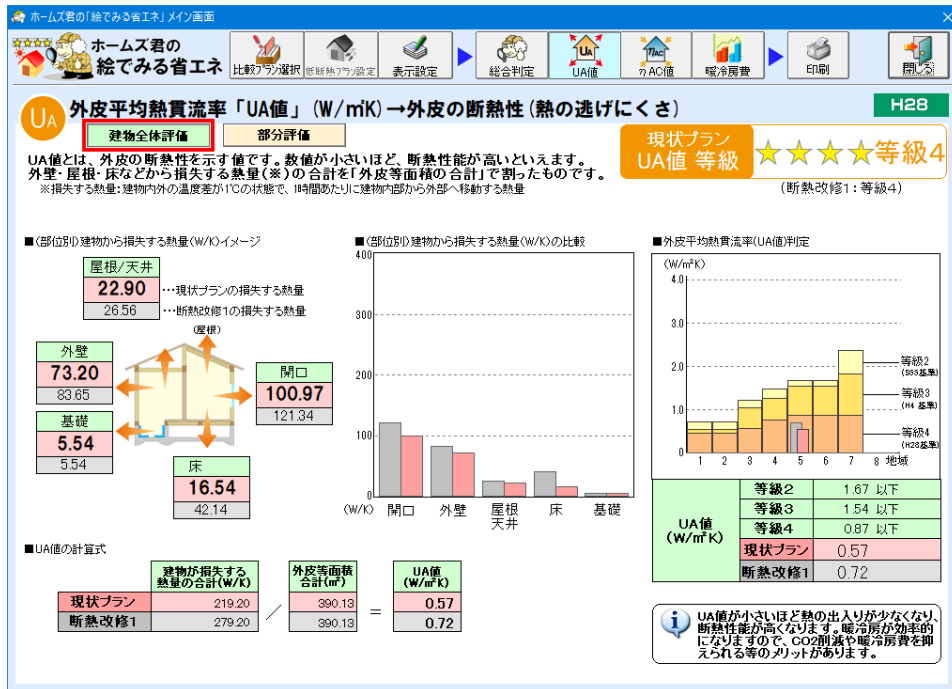 ホームズ君の「絵でみる省エネ」メイン画面
ホームズ君の
絵でみる省エネ
比較プラン選択
低断熱プラン設定
表示設定
総合判定
UA
UA値
ηAC
ηAC値
暖冷房費
印刷
閉じる
UA
外皮平均熱貫流率「UA値」(W/㎡K)→外皮の断熱性(熱の逃げにくさ)
H28
建物全体評価
部分評価
現状プラン
UA値 等級
★★★★等級4
UA値とは、外皮の断熱性を示す値です。数値が小さいほど、断熱性能が高いといえます。
外壁・屋根・床などから損失する熱量(※)の合計を「外皮等面積の合計」で割ったものです。
※損失する熱量:建物内外の温度差が1℃の状態で、1時間あたりに建物内部から外部へ移動する熱量
(断熱改修1:等級4)
■(部位別)建物から損失する熱量(W/K)イメージ
屋根/天井
22.90
…現状プランの損失する熱量
26.56
…断熱改修1の損失する熱量
(屋根)
外壁
73.20
83.65
開口
100.97
121.34
基礎
5.54
5.54
床
16.54
42.14
■(部位別)建物から損失する熱量(W/K)の比較
400
300
200
100
0
(W/K)
開口
外壁
屋根
天井
床
基礎
■外皮平均熱貫流率(UA値)判定
(W/㎡K)
4.0
3.0
2.0
1.0
0
1 2 3 4 5 6 7 8 地域
等級2
(S55基準)
等級3
(H4 基準)
等級4
(H28基準)
UA値
(W/㎡K)
等級2 1.67 以下
等級3 1.54 以下
等級4 0.87 以下
現状プラン 0.57
断熱改修1 0.72
■UA値の計算式
建物が損失する
熱量の合計(W/K)
外皮等面積
合計(㎡)
UA値
(W/㎡K)
現状プラン 219.20 / 390.13 = 0.57
断熱改修1 279.20 390.13 0.72
UA値が小さいほど熱の出入りが少なくなり、
断熱性能が高くなります。暖冷房が効率的
になりますので、CO2削減や暖冷房費を抑
えられる等のメリットがあります。